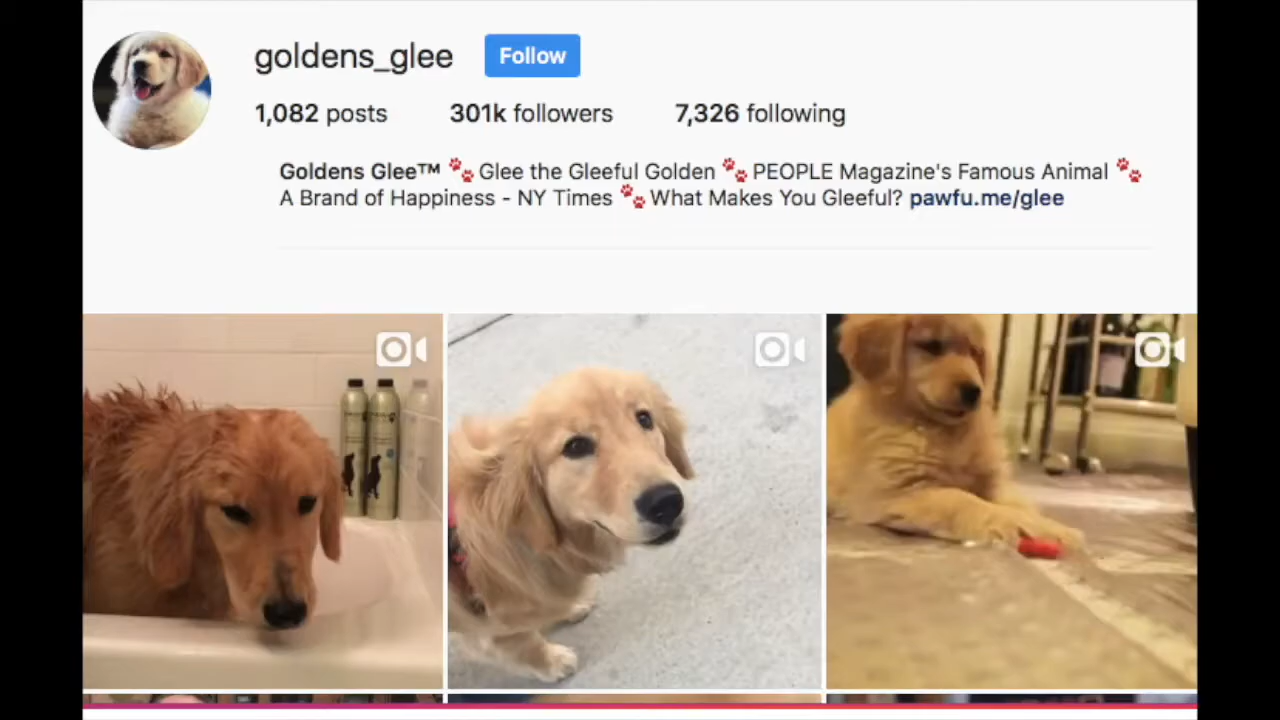 goldens_glee Follow
1,082 posts 301k followers 7,326 following
Goldens Glee™ 🐾 Glee the Gleeful Golden 🐾 PEOPLE Magazine's Famous Animal 🐾
A Brand of Happiness - NY Times 🐾 What Makes You Gleeful? pawfu.me/glee